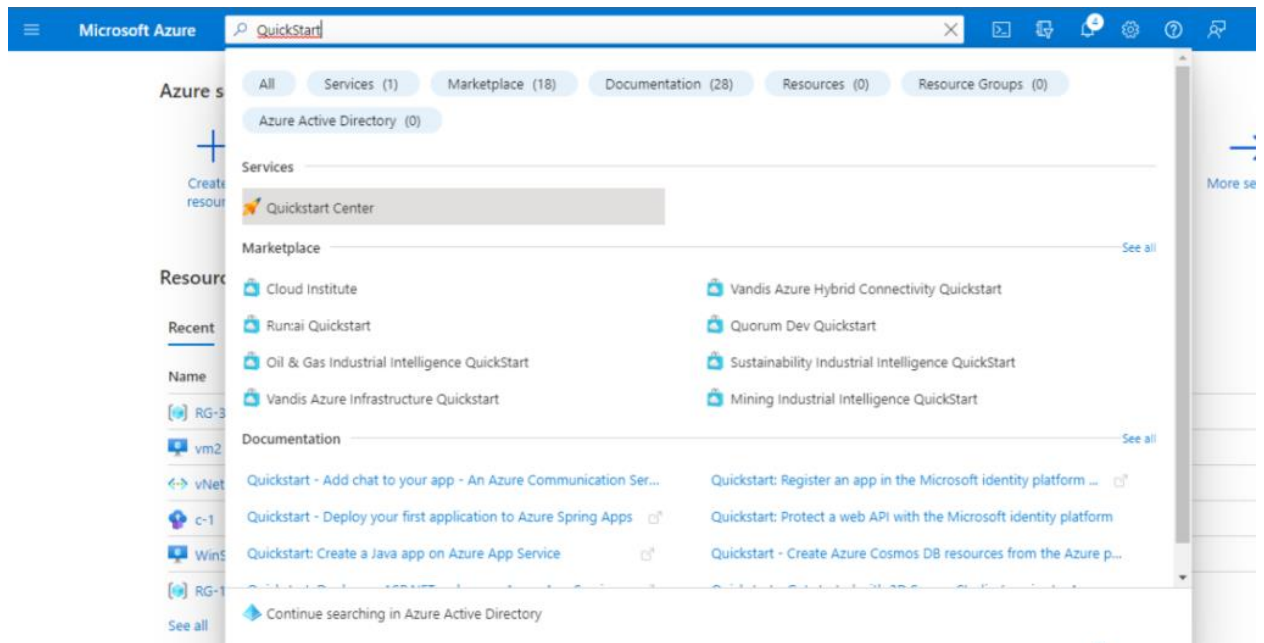 Microsoft Azure QuickStart 4
Azure s
All Services (1) Marketplace (18) Documentation (28) Resources (0) Resource Groups (0)
Azure Active Directory (0)
Services
Create
resour
More se
Quickstart Center
Marketplace See all
Resourc
Cloud Institute Vandis Azure Hybrid Connectivity Quickstart
Recent
Run:ai Quickstart Quorum Dev Quickstart
Oil & Gas Industrial Intelligence QuickStart Sustainability Industrial Intelligence QuickStart
Name
Vandis Azure Infrastructure Quickstart Mining Industrial Intelligence QuickStart
RG-3
Documentation See all
vm2
Quickstart - Add chat to your app - An Azure Communication Ser... Quickstart: Register an app in the Microsoft identity platform ...
vNet
Quickstart - Deploy your first application to Azure Spring Apps Quickstart: Protect a web API with the Microsoft identity platform
c-1
Quickstart: Create a Java app on Azure App Service Quickstart - Create Azure Cosmos DB resources from the Azure p...
WinS
RG-1
Continue searching in Azure Active Directory
See all